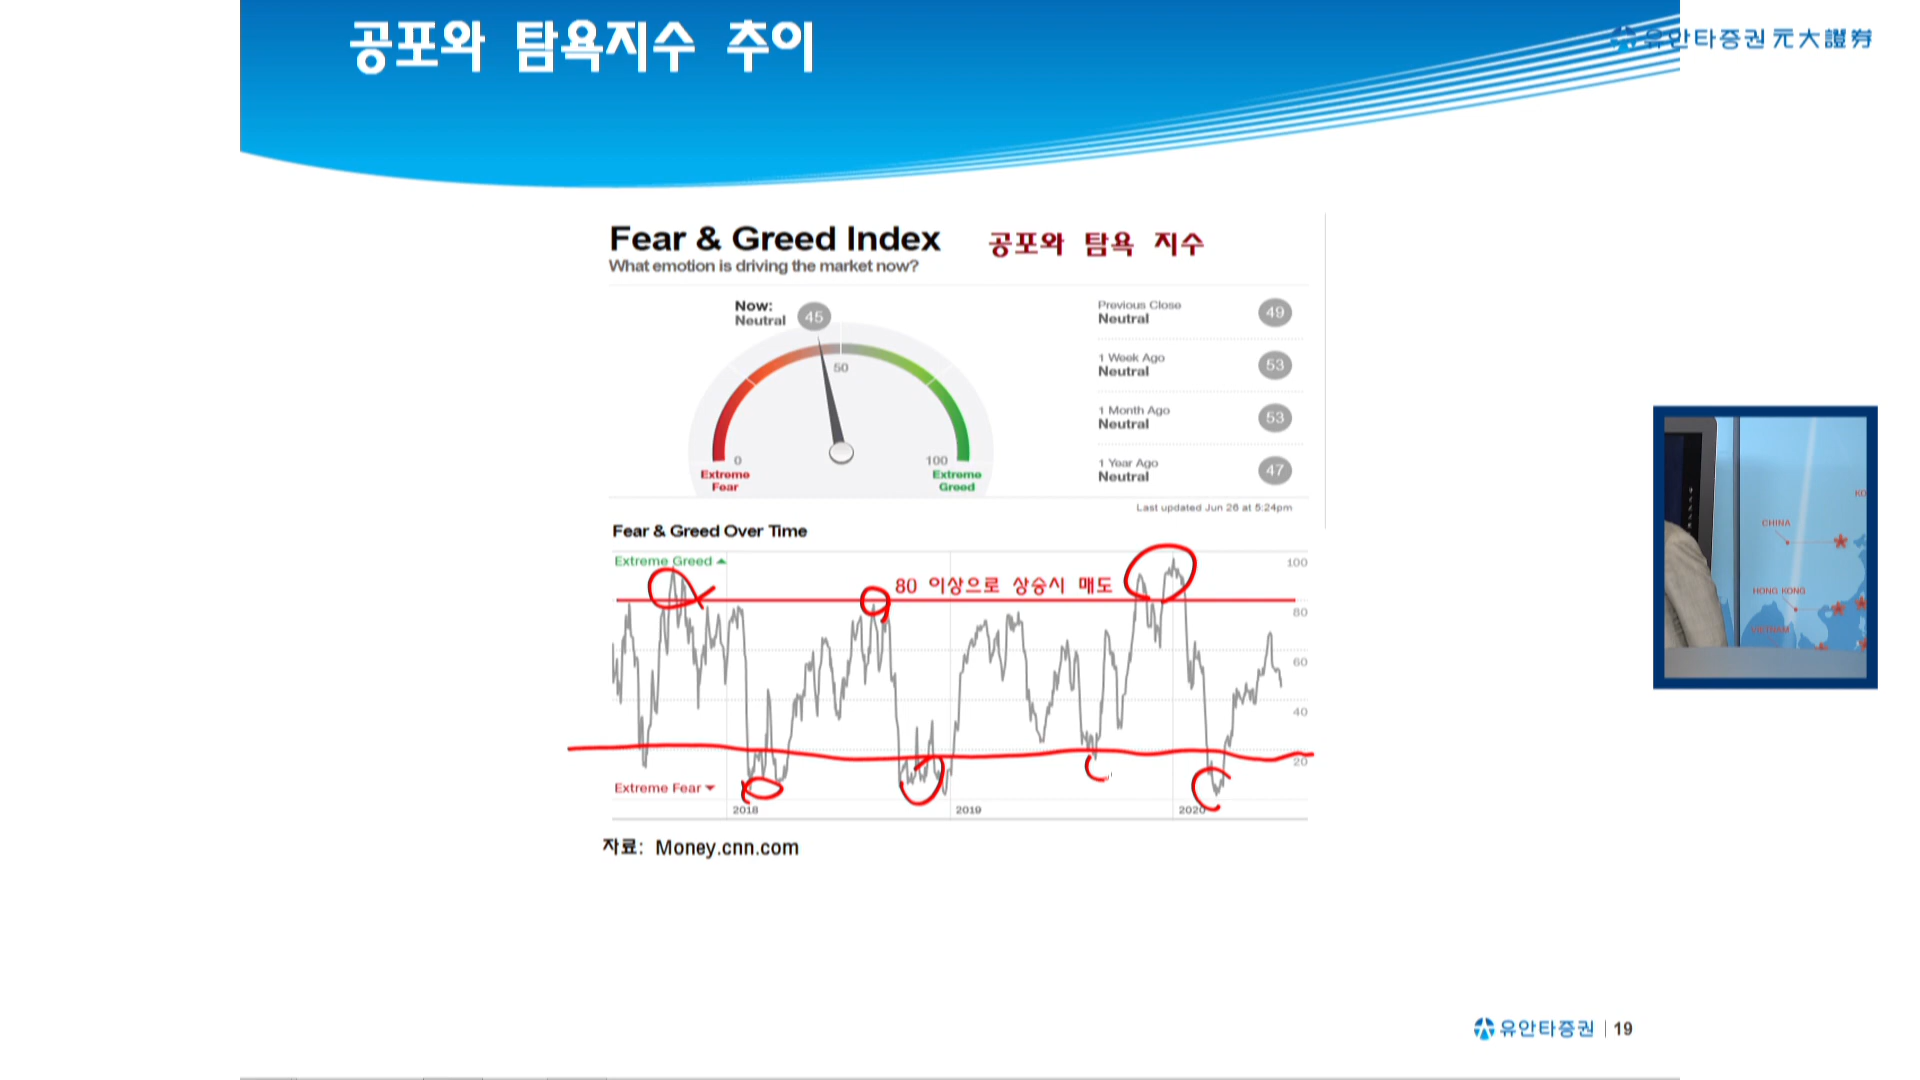 공포와 탐욕지수 추이
유안타증권 元大證券
Fear & Greed Index 공포와 탐욕 지수
What emotion is driving the market now?
Now:
Neutral
45
50
0
Extreme
Fear
100
Extreme
Greed
Previous Close
Neutral
49
1 Week Ago
Neutral
53
1 Month Ago
Neutral
53
1 Year Ago
Neutral
47
Last updated Jun 26 at 5:24pm
Fear & Greed Over Time
Extreme Greed
80 이상으로 상승시 매도
100
80
60
40
20
Extreme Fear
2018
2019
2020
자료: Money.cnn.com
KO
CHINA
HONG KONG
VIETNAM
유안타증권 | 19